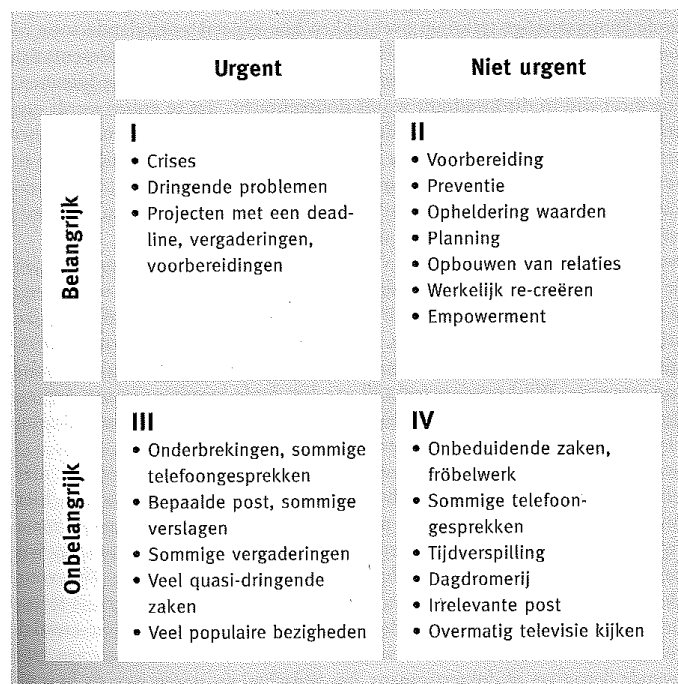 Urgent
Niet urgent
Belangrijk
I
• Crises
• Dringende problemen
• Projecten met een dead-
line, vergaderingen,
voorbereidingen
II
• Voorbereiding
• Preventie
• Opheldering waarden
• Planning
• Opbouwen van relaties
• Werkelijk re-creëren
• Empowerment
Onbelangrijk
III
• Onderbrekingen, sommige
telefoongesprekken
• Bepaalde post, sommige
verslagen
• Sommige vergaderingen
• Veel quasi-dringende
zaken
• Veel populaire bezigheden
IV
• Onbeduidende zaken,
fröbelwerk
• Sommige telefoon-
gesprekken
• Tijdverspilling
• Dagdromerij
• Irrelevante post
• Overmatig televisie kijken